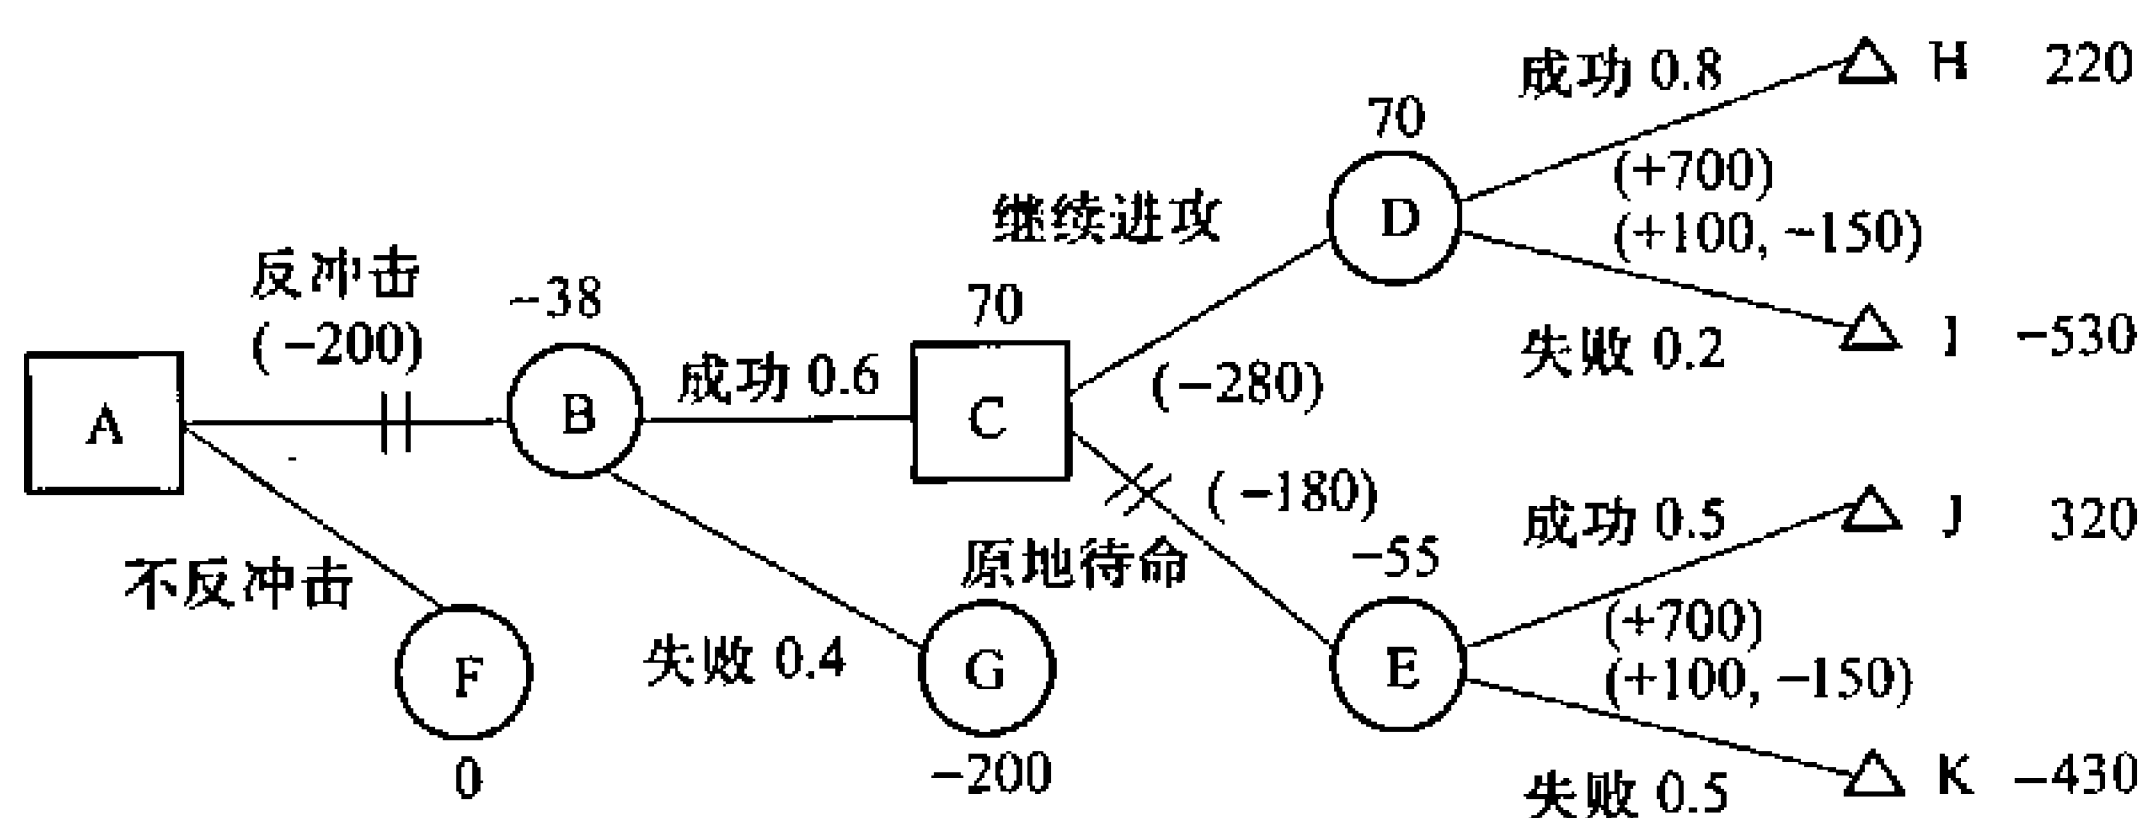 成功 0.8
H 220
70
(+700)
D
继续进攻
(+100, -150)
反冲击
-38
70
失败 0.2
I -530
(-200)
成功 0.6
(-280)
A
B
C
(-180)
成功 0.5
J 320
原地待命
-55
不反冲击
(+700)
失败 0.4
E
F
G
(+100, -150)
0
-200
失败 0.5
K -430